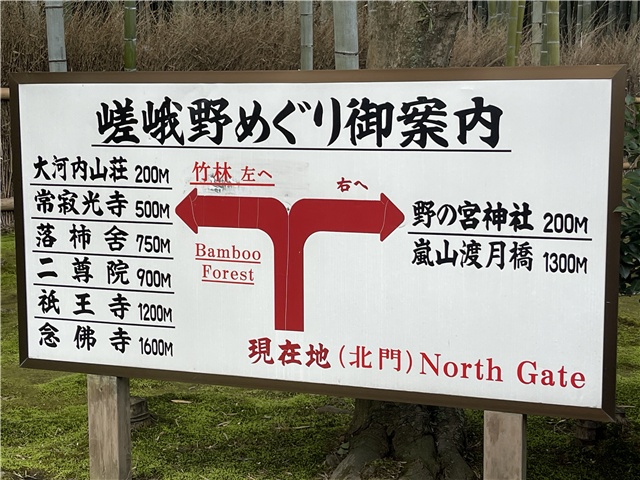 嵯峨野めぐり御案内
大河内山荘 200M
常寂光寺 500M
落柿舎 750M
二尊院 900M
祇王寺 1200M
念佛寺 1600M
竹林 左へ
Bamboo
Forest
右へ
野の宮神社 200M
嵐山渡月橋 1300M
現在地(北門)North Gate